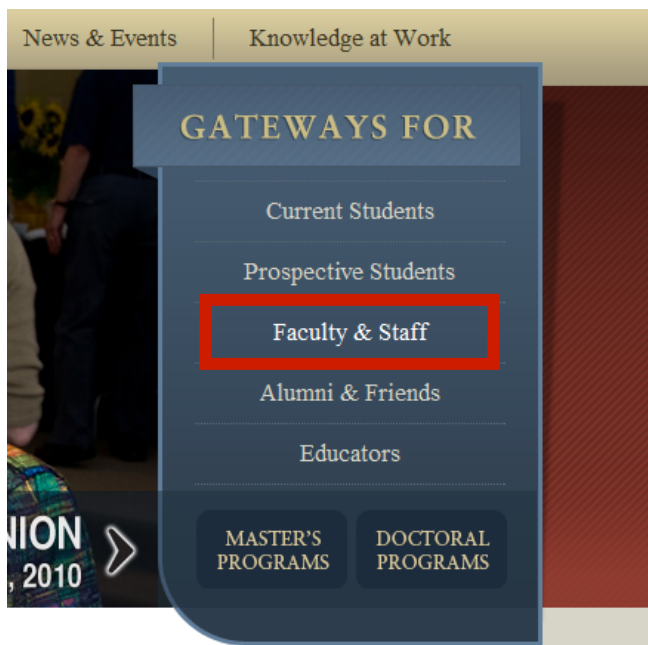 News & Events
Knowledge at Work
GATEWAYS FOR
Current Students
Prospective Students
Faculty & Staff
Alumni & Friends
Educators
MASTER'S
PROGRAMS
DOCTORAL
PROGRAMS
, 2010